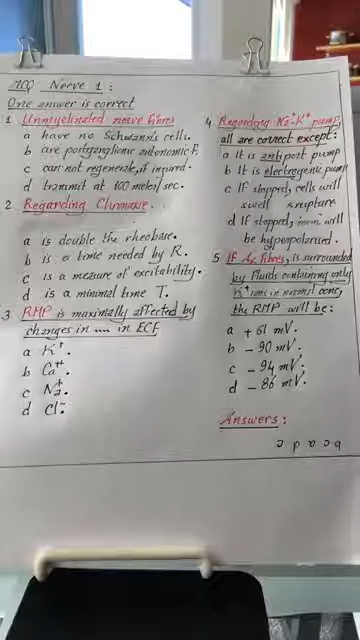 MCQ Nerve 1:
One answer is correct
1 Unmyelinated nerve fibres
a have no Schwann's cells.
b are postganglionic autonomic f.
c can not regenerate, if injured.
d transmit at 100 meter/sec.
2 Regarding Chronaxie.
a is double the rheobase.
b is a time needed by R.
c is a measure of excitability.
d is a minimal time T.
3 RMP is maximally affected by
changes in .... in ECF
a K⁺.
b Ca⁺⁺.
c Na⁺.
d Cl⁻.
4 Regarding Na⁺-K⁺ pump,
all are correct except:
a It is antiport pump
b It is electrogenic pump
c If stopped, cells will
swell & rupture
d If stopped, mem will
be hyperpolarised.
5 If A fibres, is surrounded
by fluids containing only
K⁺ ions in normal conc,
the RMP will be:
a + 61 mV.
b - 90 mV.
c - 94 mV.
d - 86 mV.
Answers:
b c a d c